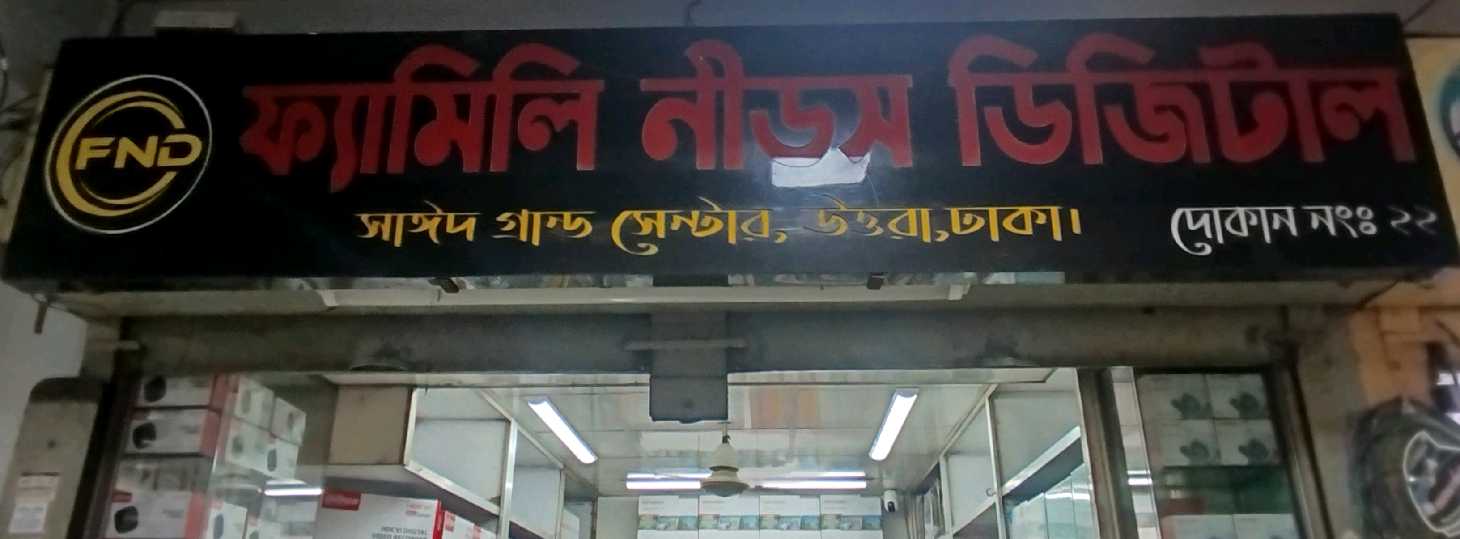 FND
ফ্যামিলি নীডস ডিজিটাল
সাঈদ গ্রান্ড সেন্টার, উত্তরা,ঢাকা।
দোকান নংঃ ২২